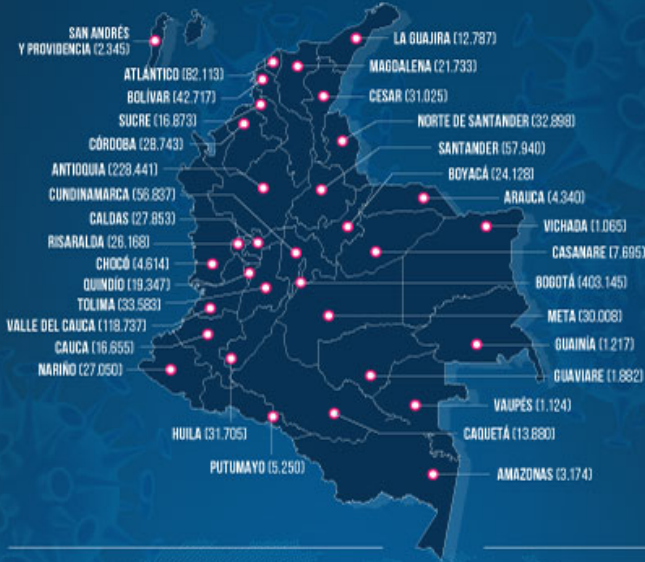 SAN ANDRÉS
Y PROVIDENCIA (2.345)
ATLÁNTICO (82.113)
BOLÍVAR (42.717)
SUCRE (16.873)
CÓRDOBA (28.743)
ANTIOQUIA (228.441)
CUNDINAMARCA (56.837)
CALDAS (27.853)
RISARALDA (26.168)
CHOCÓ (4.614)
QUINDÍO (19.347)
TOLIMA (33.583)
VALLE DEL CAUCA (118.737)
CAUCA (16.655)
NARIÑO (27.050)
HUILA (31.705)
PUTUMAYO (5.250)
LA GUAJIRA (12.787)
MAGDALENA (21.733)
CESAR (31.025)
NORTE DE SANTANDER (32.898)
SANTANDER (57.940)
BOYACÁ (24.128)
ARAUCA (4.340)
VICHADA (1.065)
CASANARE (7.695)
BOGOTÁ (403.145)
META (30.008)
GUAINÍA (1.217)
GUAVIARE (1.882)
VAUPÉS (1.124)
CAQUETÁ (13.880)
AMAZONAS (3.174)